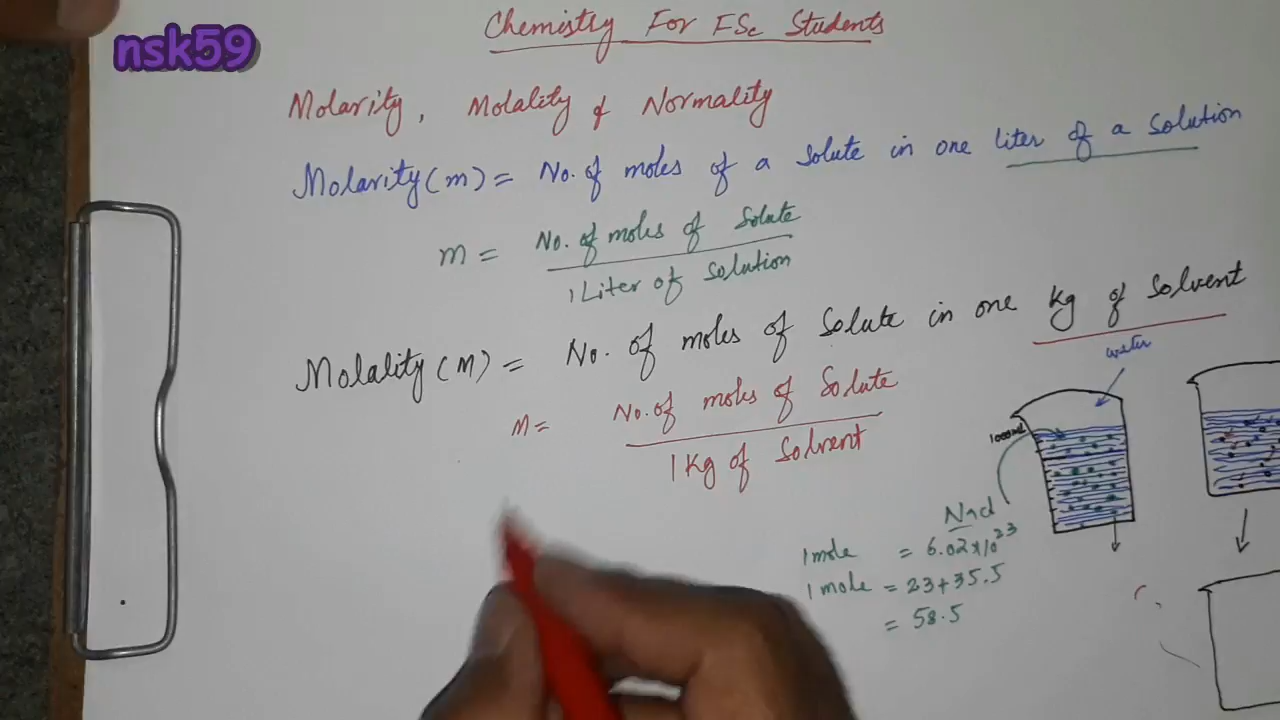 Chemistry For FSc Students
nsk59
Molarity, Molality & Normality
Molarity (m) = No. of moles of a solute in one liter of a solution
m = No. of moles of Solute
1 Liter of Solution
Molality (M) = No. of moles of Solute in one Kg of Solvent
water
M = No. of moles of Solute
1 Kg of Solvent
1000mL
Nacl
1 mole = 6.02×10²³
1 mole = 23+35.5
= 58.5